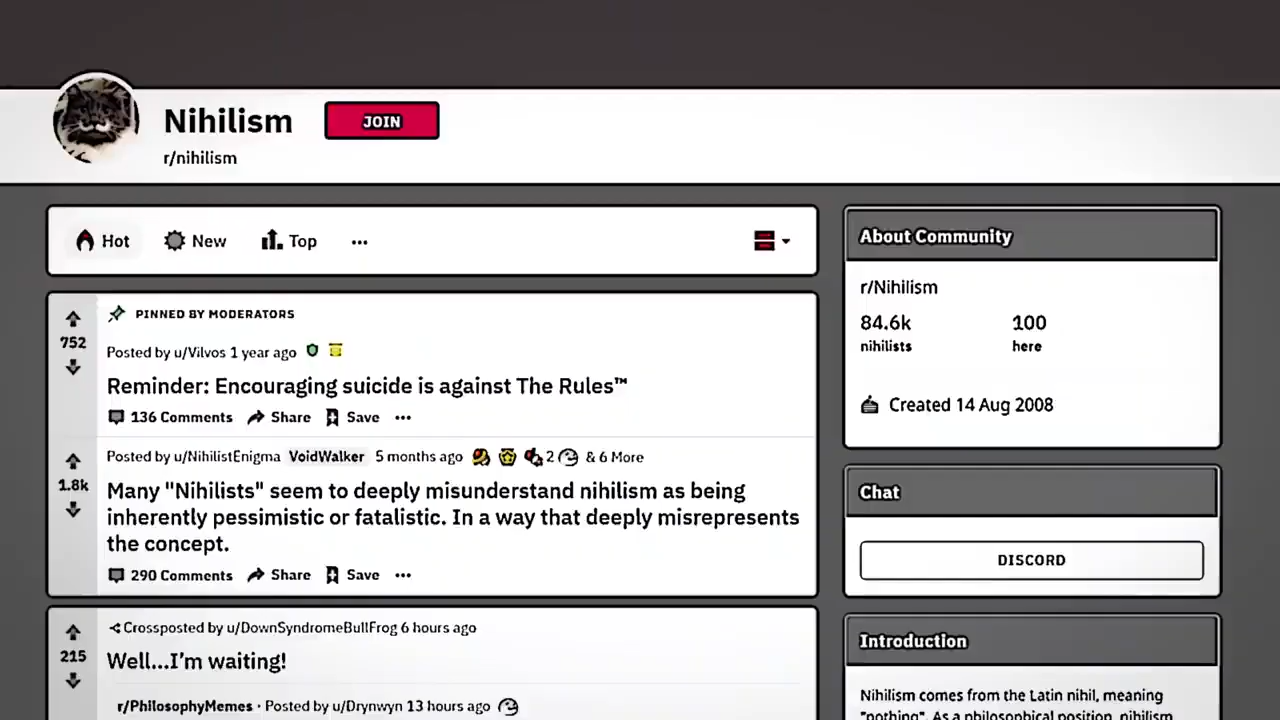 Nihilism
JOIN
r/nihilism
Hot
New
Top
...
PINNED BY MODERATORS
752
Posted by u/Vilvos 1 year ago
Reminder: Encouraging suicide is against The Rules™
136 Comments
Share
Save
...
Posted by u/NihilistEnigma VoidWalker 5 months ago 2 & 6 More
1.8k
Many "Nihilists" seem to deeply misunderstand nihilism as being
inherently pessimistic or fatalistic. In a way that deeply misrepresents
the concept.
290 Comments
Share
Save
...
Crossposted by u/DownSyndromeBullFrog 6 hours ago
215
Well...I'm waiting!
r/PhilosophyMemes · Posted by u/Drynwyn 13 hours ago
About Community
r/Nihilism
84.6k
100
nihilists
here
Created 14 Aug 2008
Chat
DISCORD
Introduction
Nihilism comes from the Latin nihil, meaning
"nothing". As a philosophical position, nihilism